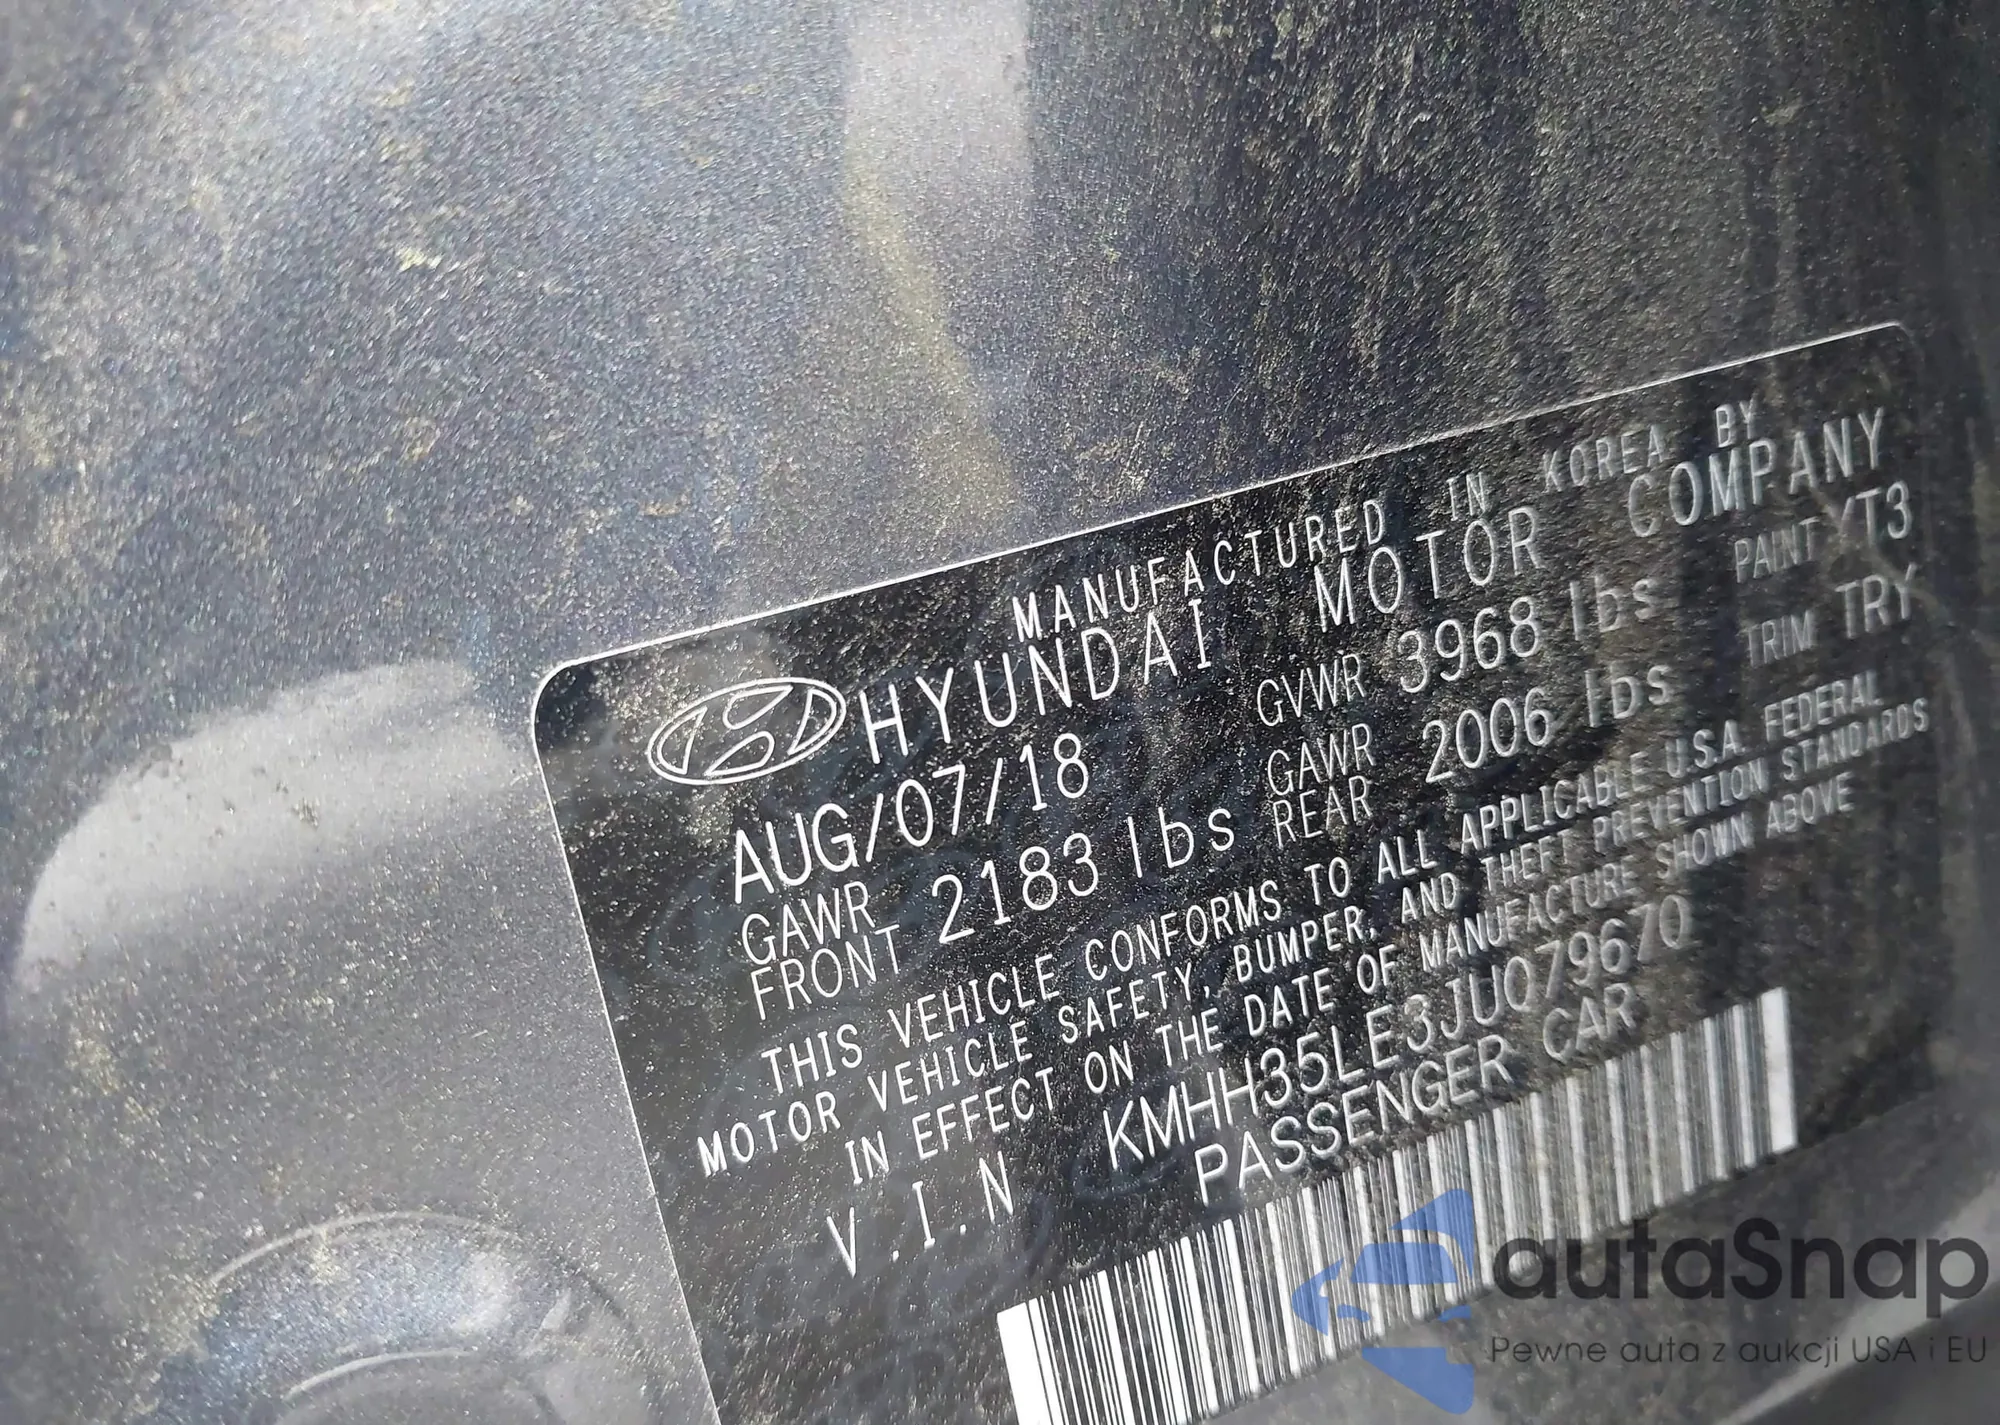 MANUFACTURED IN KOREA BY
HYUNDAI MOTOR COMPANY
AUG/07/18 GVWR 3968 lbs PAINT YT3
GAWR FRONT 2183 lbs GAWR REAR 2006 lbs TRIM TRY
THIS VEHICLE CONFORMS TO ALL APPLICABLE U.S.A FEDERAL
MOTOR VEHICLE SAFETY, BUMPER, AND THEFT PREVENTION STANDARDS
IN EFFECT ON THE DATE OF MANUFACTURE SHOWN ABOVE
V.I.N KMHH35LE3JU079670
PASSENGER CAR
autaSnap
Pewne auta z aukcji USA i EU